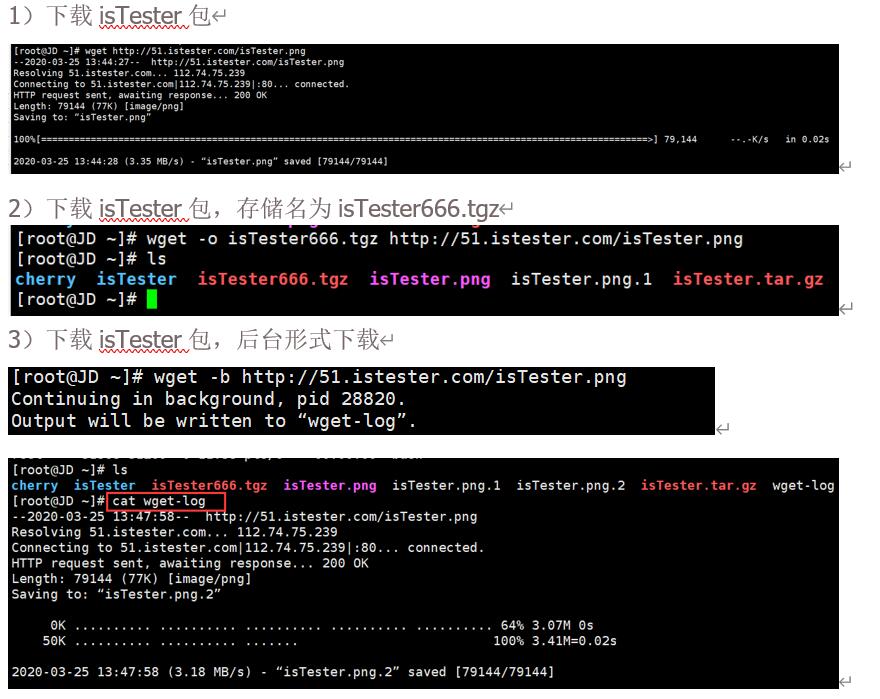 1）下载 isTester 包
[root@JD ~]# wget http://51.istester.com/isTester.png
--2020-03-25 13:44:27--  http://51.istester.com/isTester.png
Resolving 51.istester.com... 112.74.75.239
Connecting to 51.istester.com|112.74.75.239|:80... connected.
HTTP request sent, awaiting response... 200 OK
Length: 79144 (77K) [image/png]
Saving to: “isTester.png”
100%[======================================================================================================>] 79,144      --.-K/s   in 0.02s
2020-03-25 13:44:28 (3.35 MB/s) - “isTester.png” saved [79144/79144]
2）下载 isTester 包，存储名为 isTester666.tgz
[root@JD ~]# wget -o isTester666.tgz http://51.istester.com/isTester.png
[root@JD ~]# ls
cherry  isTester  isTester666.tgz  isTester.png  isTester.png.1  isTester.tar.gz
[root@JD ~]#
3）下载 isTester 包，后台形式下载
[root@JD ~]# wget -b http://51.istester.com/isTester.png
Continuing in background, pid 28820.
Output will be written to “wget-log”.
[root@JD ~]# ls
cherry  isTester  isTester666.tgz  isTester.png  isTester.png.1  isTester.png.2  isTester.tar.gz  wget-log
[root@JD ~]# cat wget-log
--2020-03-25 13:47:58--  http://51.istester.com/isTester.png
Resolving 51.istester.com... 112.74.75.239
Connecting to 51.istester.com|112.74.75.239|:80... connected.
HTTP request sent, awaiting response... 200 OK
Length: 79144 (77K) [image/png]
Saving to: “isTester.png.2”
0K .......... .......... .......... .......... .......... 64% 3.07M 0s
50K .......... .......... .......                         100% 3.41M=0.02s
2020-03-25 13:47:58 (3.18 MB/s) - “isTester.png.2” saved [79144/79144]